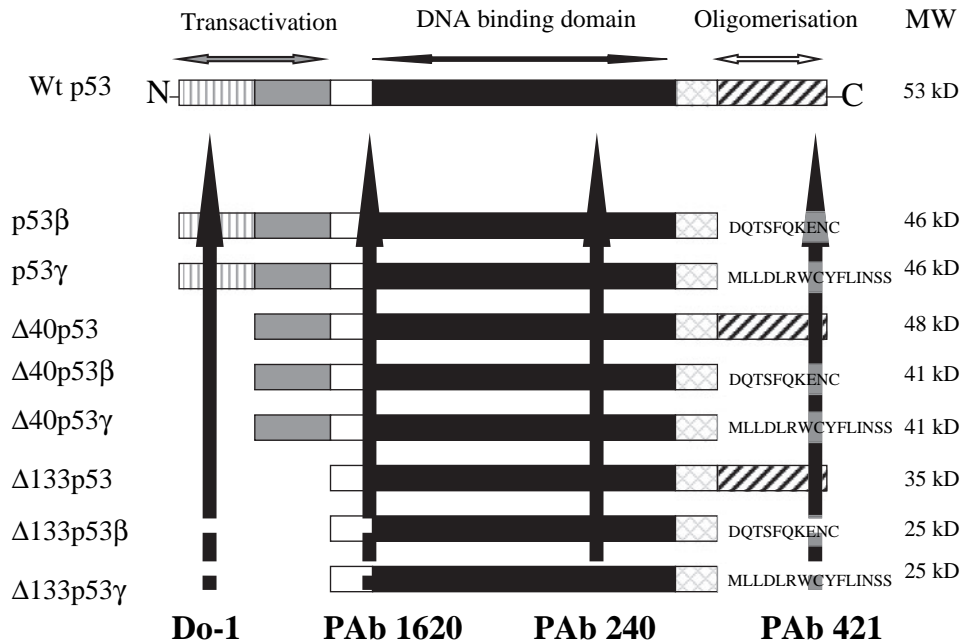 Transactivation DNA binding domain Oligomerisation MW
Wt p53 N C 53 kD
p53β DQTSFQKENC 46 kD
p53γ MLLDLRWCYFLINSS 46 kD
Δ40p53 48 kD
Δ40p53β DQTSFQKENC 41 kD
Δ40p53γ MLLDLRWCYFLINSS 41 kD
Δ133p53 35 kD
Δ133p53β DQTSFQKENC 25 kD
Δ133p53γ MLLDLRWCYFLINSS 25 kD
Do-1 PAb 1620 PAb 240 PAb 421